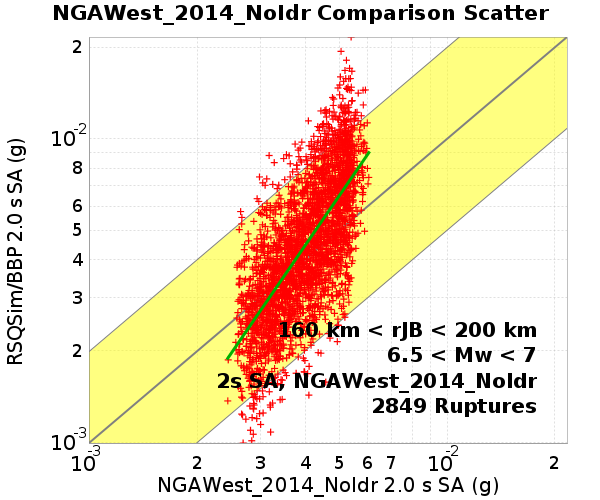 NGAWest_2014_NoIdr Comparison Scatter
RSQSim/BBP 2.0 s SA (g)
2
10-2
8
6
5
4
3
2
10-3
160 km < rJB < 200 km
6.5 < Mw < 7
2s SA, NGAWest_2014_NoIdr
2849 Ruptures
10-3 2 3 4 5 6 7 10-2 2
NGAWest_2014_NoIdr 2.0 s SA (g)